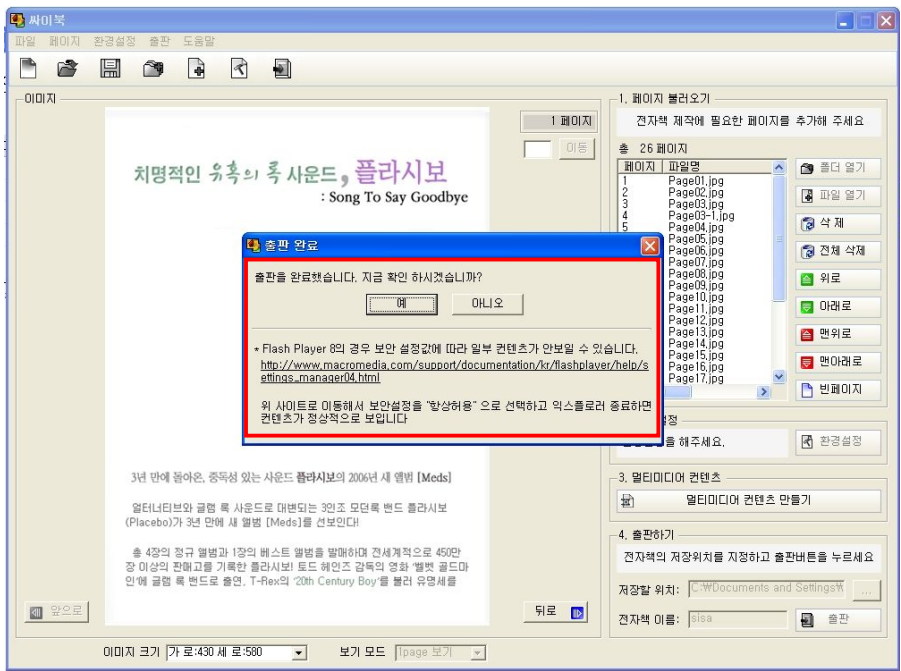 싸이북
파일 페이지 환경설정 출판 도움말
이미지
1 페이지
이동
치명적인 유혹의 록 사운드, 플라시보
: Song To Say Goodbye
3년 만에 돌아온, 중독성 있는 사운드 플라시보의 2006년 새 앨범 [Meds]
얼터너티브와 글램 록 사운드로 대변되는 3인조 모던록 밴드 플라시보
(Placebo)가 3년 만에 새 앨범 [Meds]를 선보인다!
총 4장의 정규 앨범과 1장의 베스트 앨범을 발매하며 전세계적으로 450만
장 이상의 판매고를 기록한 플라시보! 토드 헤인즈 감독의 영화 '벨벳 골드마
인'에 글램 록 밴드로 출연, T-Rex의 '20th Century Boy'를 불러 유명세를
앞으로
뒤로
이미지 크기 가로:430 세로:580
보기 모드 1page 보기
출판 완료
출판을 완료했습니다. 지금 확인 하시겠습니까?
예 아니오
* Flash Player 8의 경우 보안 설정값에 따라 일부 컨텐츠가 안보일 수 있습니다.
http://www.macromedia.com/support/documentation/kr/flashplayer/help/s
ettings_manager04.html
위 사이트로 이동해서 보안설정을 "항상허용" 으로 선택하고 익스플로러 종료하면
컨텐츠가 정상적으로 보입니다
1. 페이지 불러오기
전자책 제작에 필요한 페이지를 추가해 주세요
총 26 페이지
페이지 파일명
1 Page01.jpg
2 Page02.jpg
3 Page03.jpg
4 Page03-1.jpg
5 Page04.jpg
Page05.jpg
Page06.jpg
Page07.jpg
Page08.jpg
Page09.jpg
Page10.jpg
Page11.jpg
Page12.jpg
Page13.jpg
Page14.jpg
Page15.jpg
Page16.jpg
Page17.jpg
폴더 열기
파일 열기
삭 제
전체 삭제
위로
아래로
맨위로
맨아래로
빈페이지
을 해주세요.
환경설정
3. 멀티미디어 컨텐츠
멀티미디어 컨텐츠 만들기
4. 출판하기
전자책의 저장위치를 지정하고 출판버튼을 누르세요
저장할 위치: C:₩Documents and Settings₩ ...
전자책 이름: sisa
출판